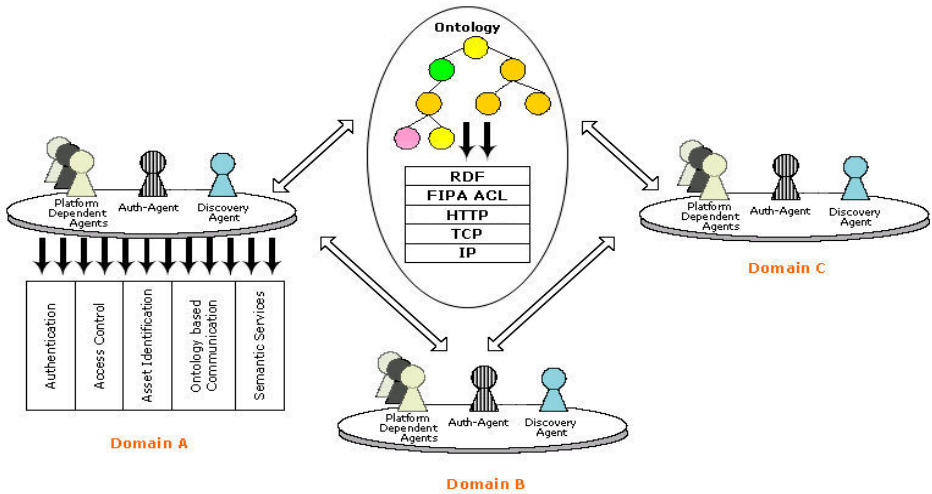 Ontology
RDF
FIPA ACL
HTTP
TCP
IP
Platform
Dependent
Agents
Auth-Agent
Discovery
Agent
Authentication
Access Control
Asset Identification
Ontology based
Communication
Semantic Services
Domain A
Platform
Dependent
Agents
Auth-Agent
Discovery
Agent
Domain B
Platform
Dependent
Agents
Auth-Agent
Discovery
Agent
Domain C